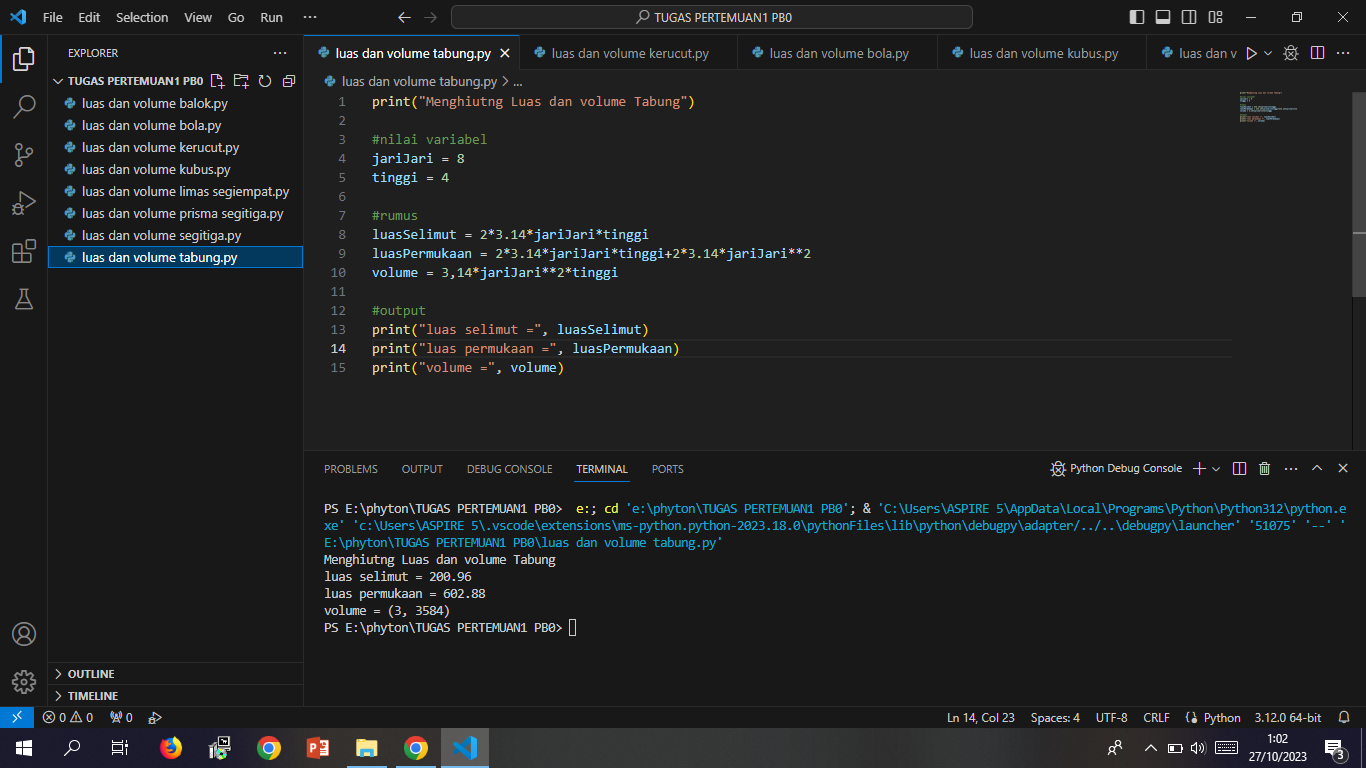 File Edit Selection View Go Run ···
TUGAS PERTEMUAN1 PB0
EXPLORER
TUGAS PERTEMUAN1 PB0
luas dan volume balok.py
luas dan volume bola.py
luas dan volume kerucut.py
luas dan volume kubus.py
luas dan volume limas segiempat.py
luas dan volume prisma segitiga.py
luas dan volume segitiga.py
luas dan volume tabung.py
OUTLINE
TIMELINE
luas dan volume tabung.py luas dan volume kerucut.py luas dan volume bola.py luas dan volume kubus.py luas dan v
luas dan volume tabung.py > ...
1 print("Menghiutng Luas dan volume Tabung")
2
3 #nilai variabel
4 jariJari = 8
5 tinggi = 4
6
7 #rumus
8 luasSelimut = 2*3.14*jariJari*tinggi
9 luasPermukaan = 2*3.14*jariJari*tinggi+2*3.14*jariJari**2
10 volume = 3,14*jariJari**2*tinggi
11
12 #output
13 print("luas selimut =", luasSelimut)
14 print("luas permukaan =", luasPermukaan)
15 print("volume =", volume)
PROBLEMS OUTPUT DEBUG CONSOLE TERMINAL PORTS
Python Debug Console
PS E:\phyton\TUGAS PERTEMUAN1 PB0>  e:; cd 'e:\phyton\TUGAS PERTEMUAN1 PB0'; & 'C:\Users\ASPIRE 5\AppData\Local\Programs\Python\Python312\python.e
xe' 'c:\Users\ASPIRE 5\.vscode\extensions\ms-python.python-2023.18.0\pythonFiles\lib\python\debugpy\adapter/../..\debugpy\launcher' '51075' '--' '
E:\phyton\TUGAS PERTEMUAN1 PB0\luas dan volume tabung.py'
Menghiutng Luas dan volume Tabung
luas selimut = 200.96
luas permukaan = 602.88
volume = (3, 3584)
PS E:\phyton\TUGAS PERTEMUAN1 PB0>
0 0 0 Ln 14, Col 23 Spaces: 4 UTF-8 CRLF Python 3.12.0 64-bit
1:02
27/10/2023
3